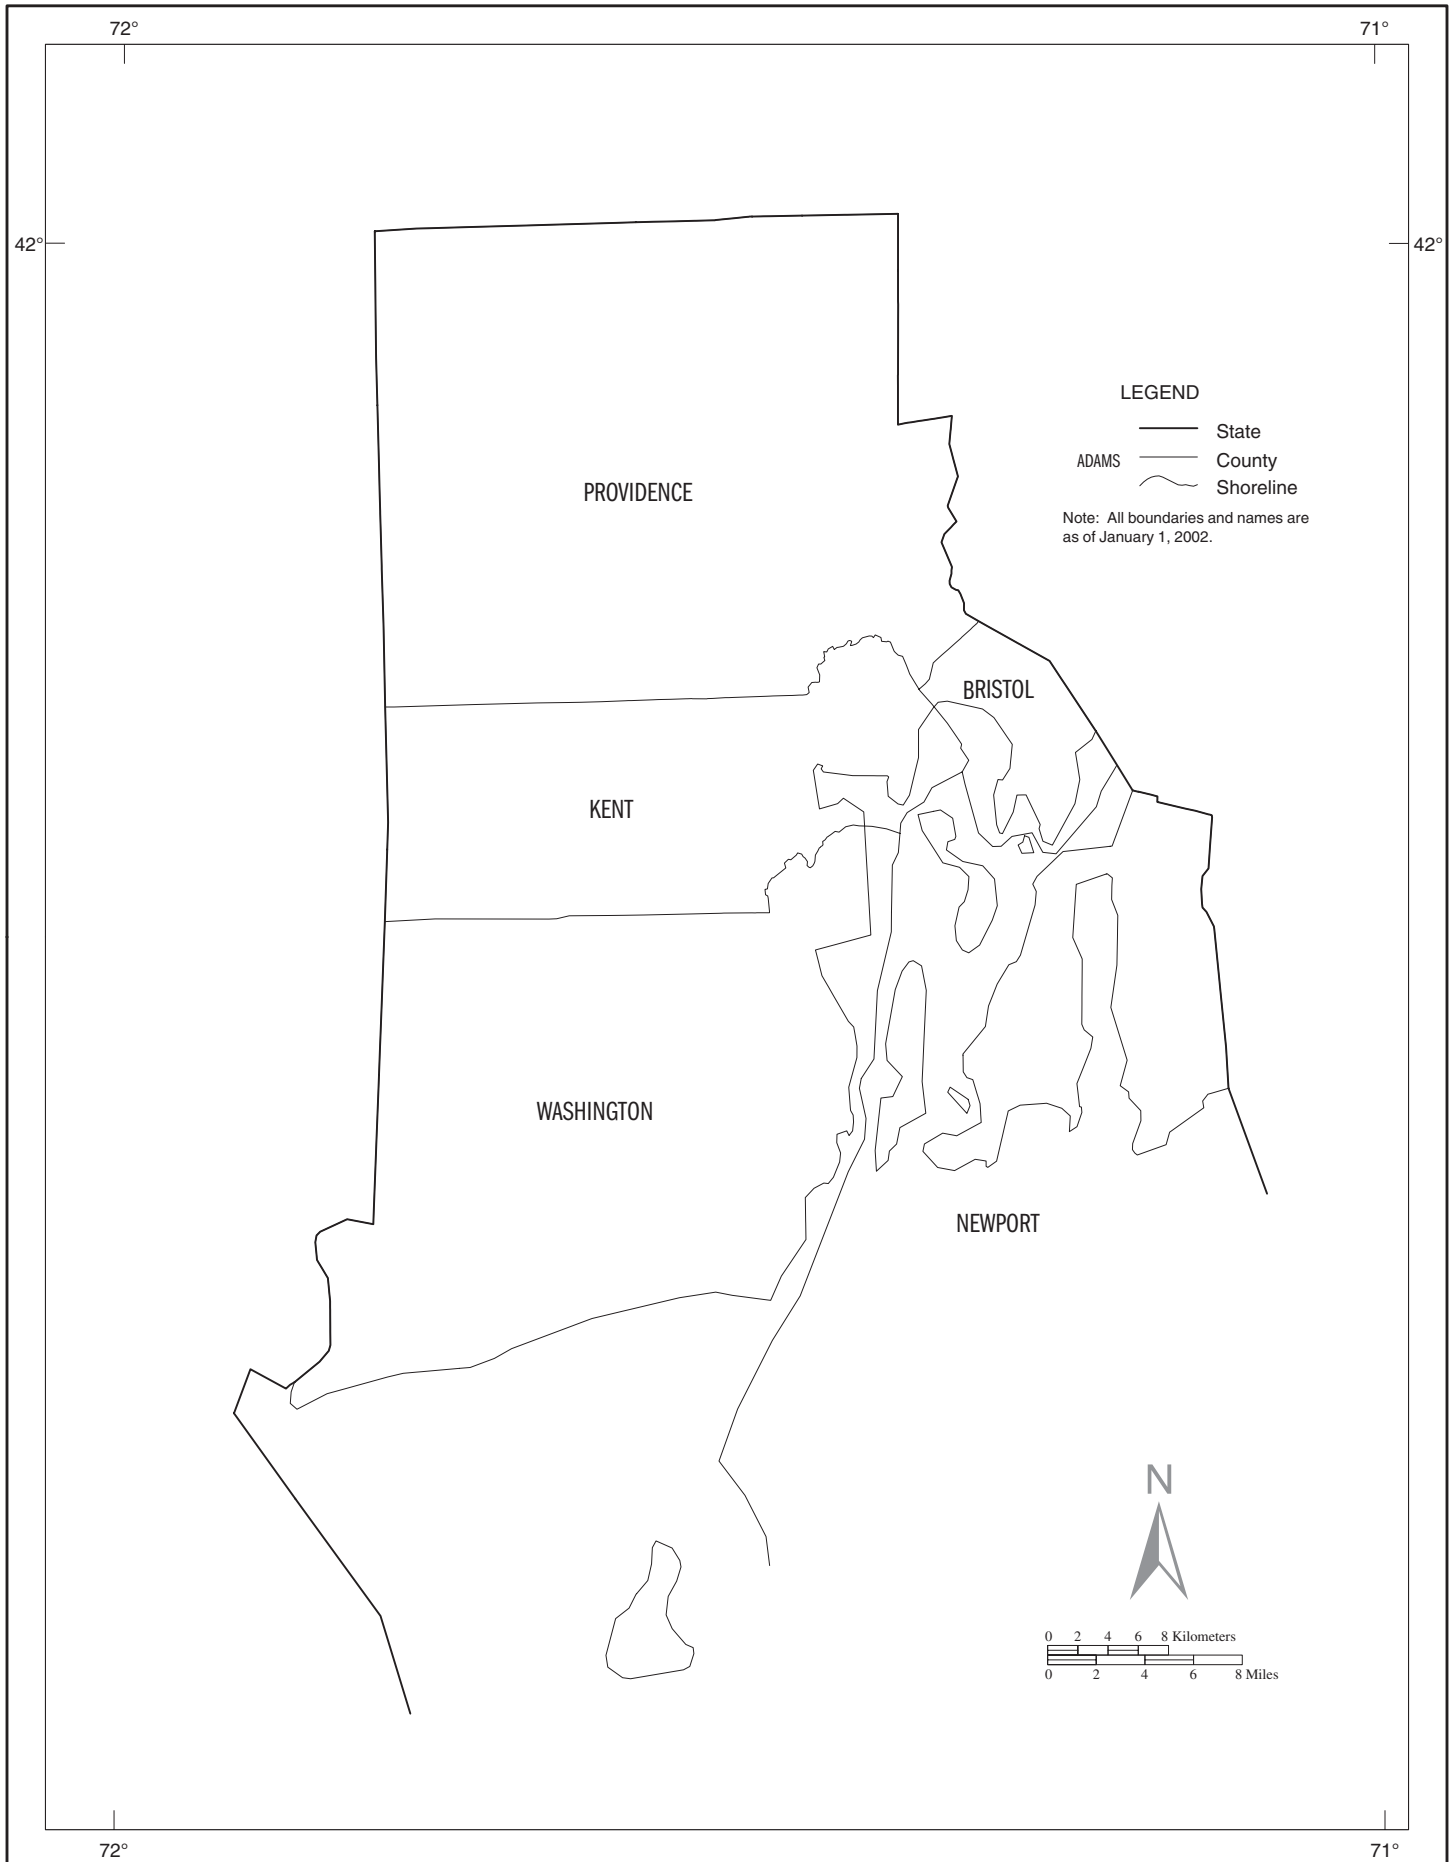 72°
71°
42°
42°
LEGEND
State
ADAMS
County
Shoreline
Note: All boundaries and names are
as of January 1, 2002.
PROVIDENCE
BRISTOL
KENT
WASHINGTON
NEWPORT
N
0 2 4 6 8 Kilometers
0 2 4 6 8 Miles
72°
71°